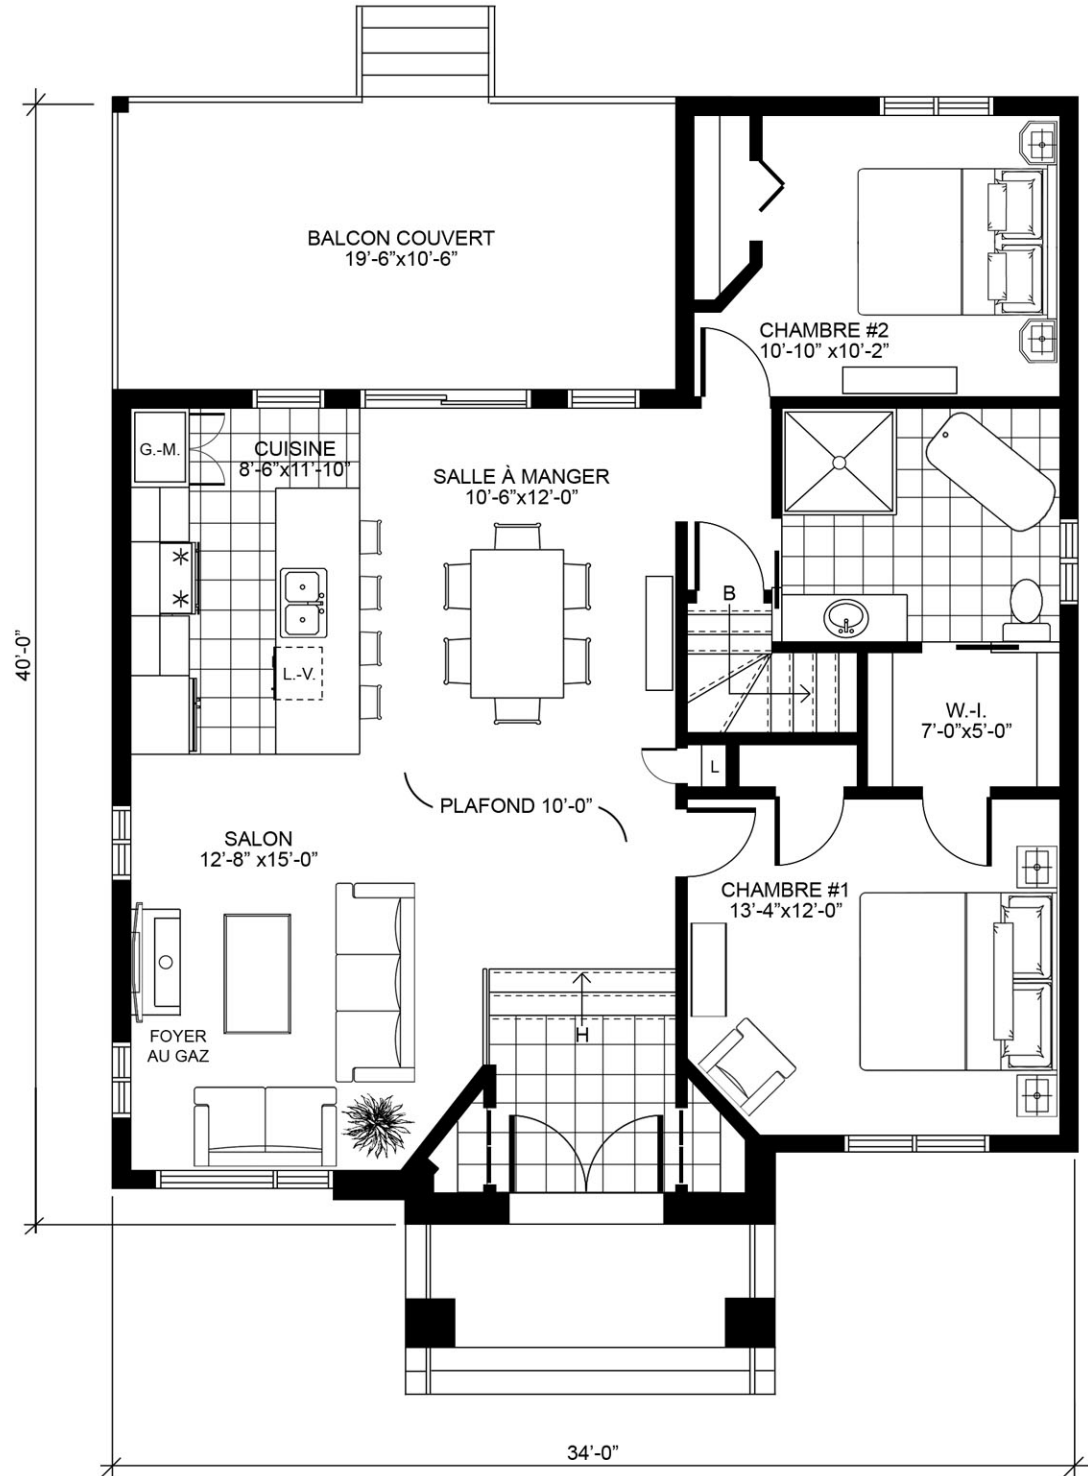 BALCON COUVERT
19'-6"x10'-6"
CHAMBRE #2
10'-10" x10'-2"
G.-M.
CUISINE
8'-6"x11'-10"
SALLE À MANGER
10'-6"x12'-0"
B
40'-0"
L.-V.
W.-I.
7'-0"x5'-0"
L
PLAFOND 10'-0"
SALON
12'-8" x15'-0"
CHAMBRE #1
13'-4"x12'-0"
FOYER
AU GAZ
H
34'-0"